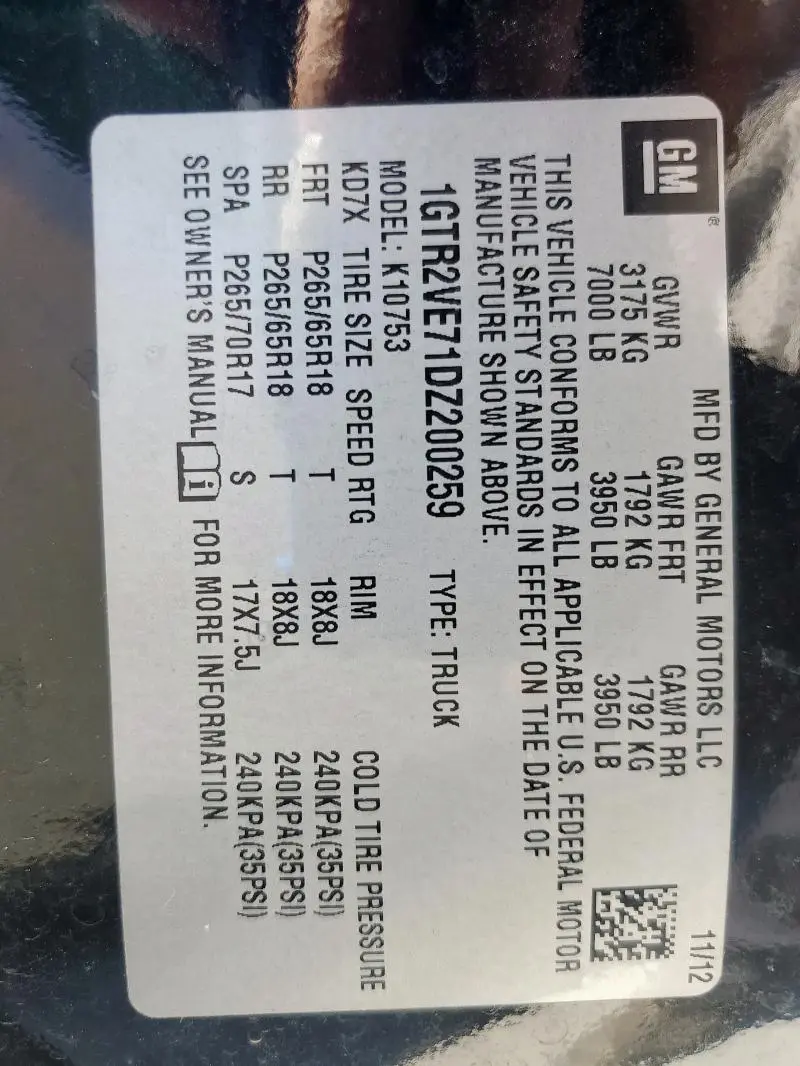 GM ®
MFD BY GENERAL MOTORS LLC 11/12
GVWR GAWR FRT GAWR RR
3175 KG 1792 KG 1792 KG
7000 LB 3950 LB 3950 LB
THIS VEHICLE CONFORMS TO ALL APPLICABLE U.S. FEDERAL MOTOR
VEHICLE SAFETY STANDARDS IN EFFECT ON THE DATE OF
MANUFACTURE SHOWN ABOVE.
1GTR2VE71DZ200259 TYPE: TRUCK
MODEL: K10753
KD7X TIRE SIZE SPEED RTG RIM COLD TIRE PRESSURE
FRT P265/65R18 T 18X8J 240KPA(35PSI)
RR P265/65R18 T 18X8J 240KPA(35PSI)
SPA P265/70R17 S 17X7.5J 240KPA(35PSI)
SEE OWNER'S MANUAL i FOR MORE INFORMATION.